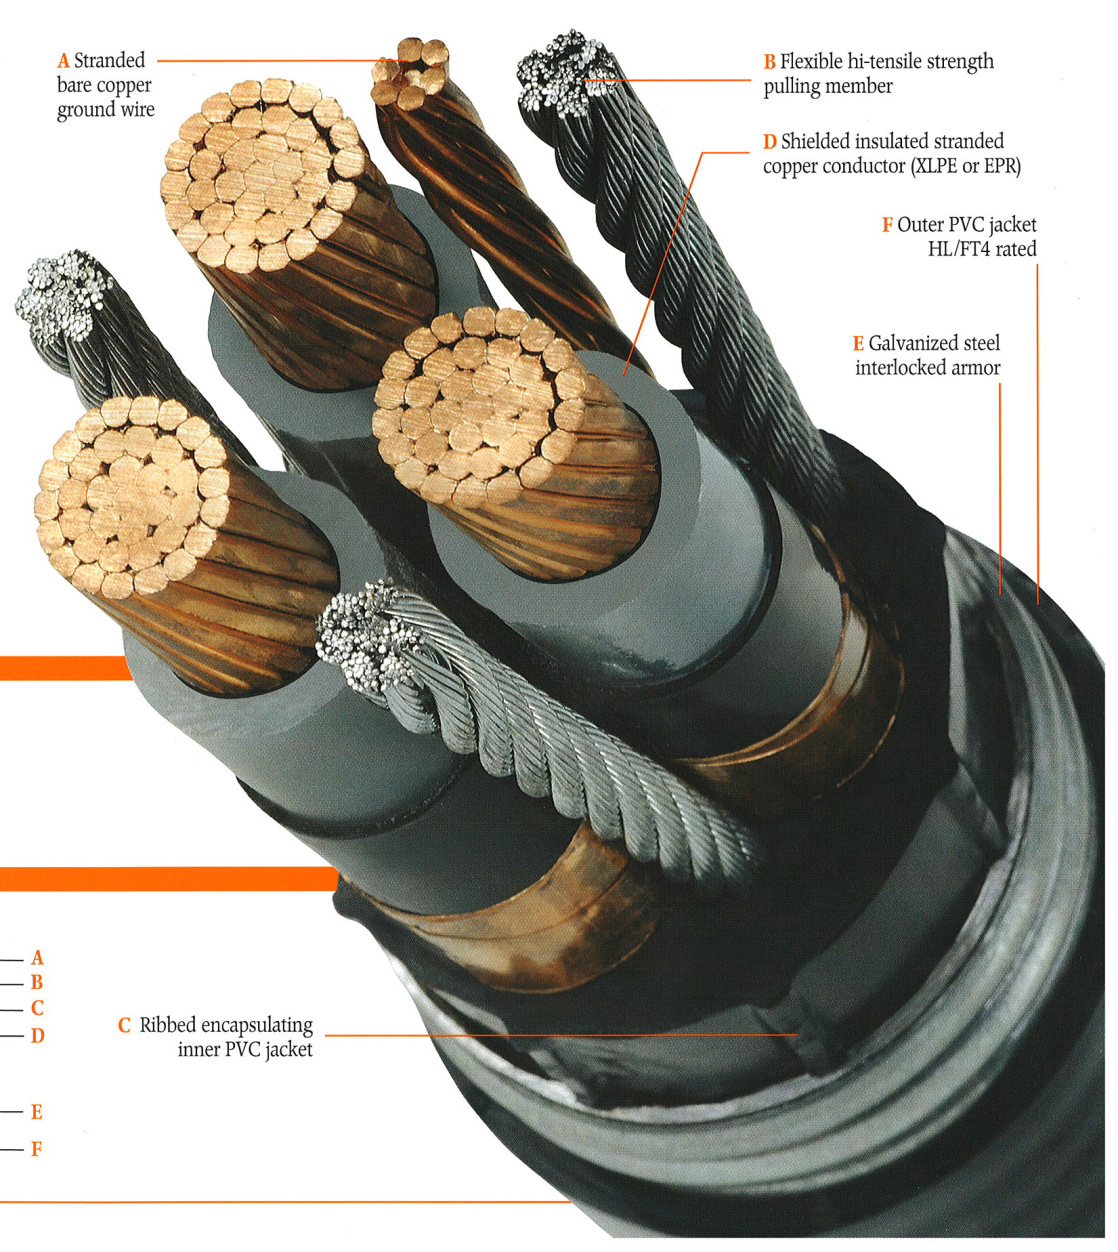 A Stranded
bare copper
ground wire
B Flexible hi-tensile strength
pulling member
D Shielded insulated stranded
copper conductor (XLPE or EPR)
F Outer PVC jacket
HL/FT4 rated
E Galvanized steel
interlocked armor
A
B
C
D
E
F
C Ribbed encapsulating
inner PVC jacket